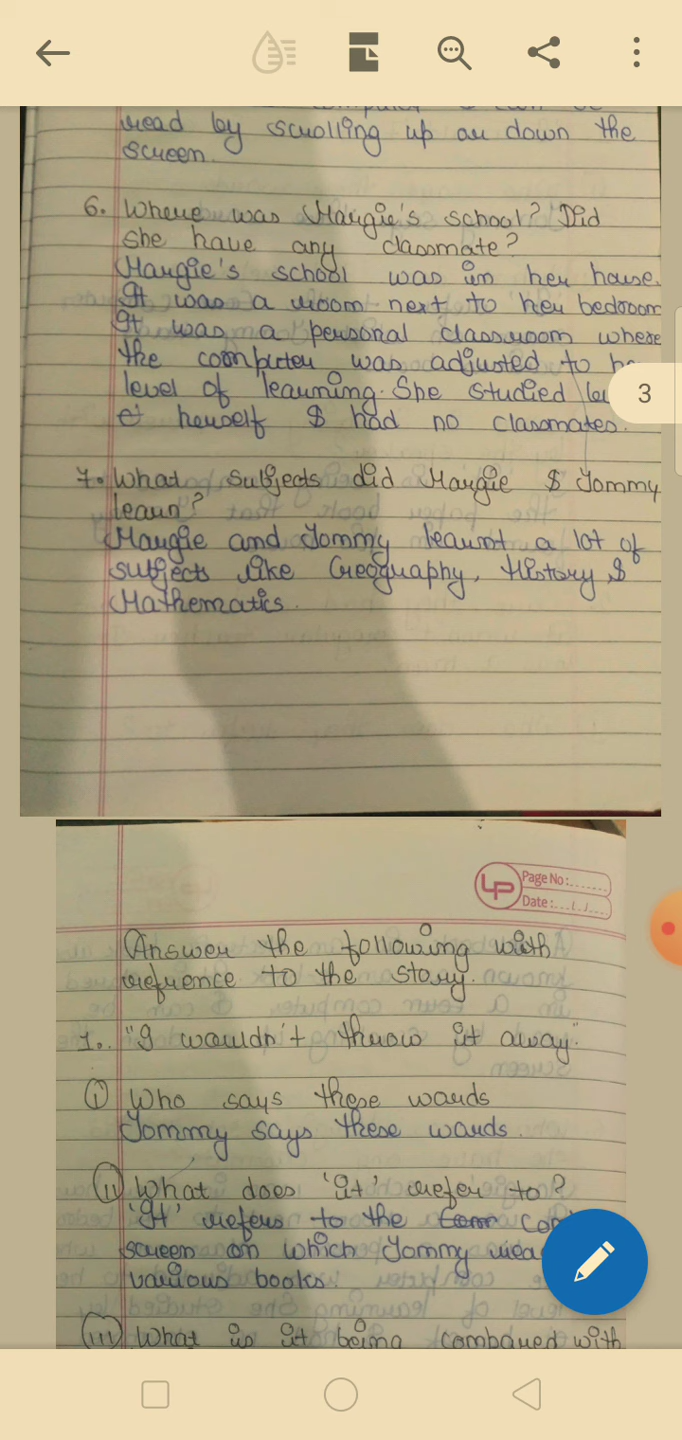 read by scrolling up or down the
screen.
6. Where was Margie's school? Did
she have any classmate?
Margie's school was in her house.
It was a room next to her bedroom
It was a personal classroom where
the computer was adjusted to
level of learning. She studied
3
herself & had no classmates.
7. What subjects did Margie & Tommy
learn?
Margie and Tommy learnt a lot of
subjects like Geography, History &
Mathematics.
LP
Page No:.......
Date:.../.../....
Answer the following with
refrence to the story.
1. "I wouldn't throw it away."
(i) Who says these words
Tommy says these words.
(ii) What does 'it' refer to?
'It' refers to the
screen on which Tommy
various books.
(iii) What is it being compared with